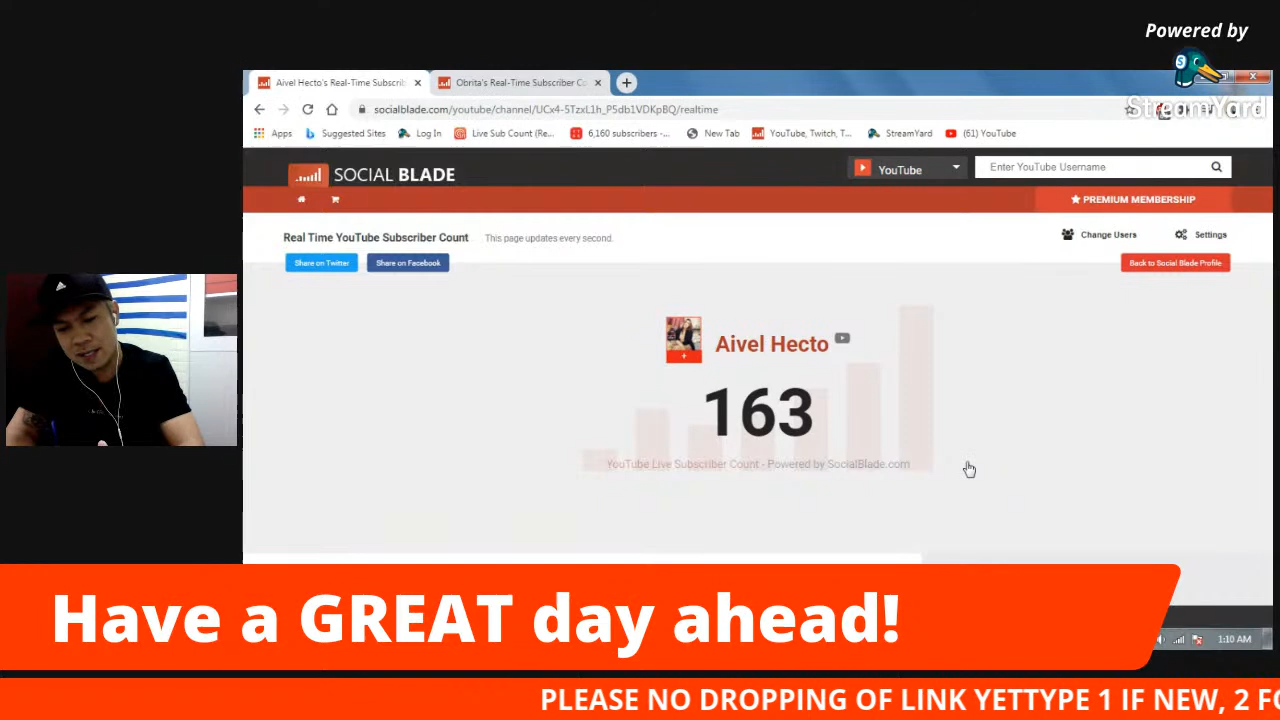 Powered by
StreamYard
Aivel Hecto's Real-Time Subscrib
Obrita's Real-Time Subscriber Co
socialblade.com/youtube/channel/UCx4-5TzxL1h_P5db1VDKpBQ/realtime
Apps
Suggested Sites
Log In
Live Sub Count (Re...
6,160 subscribers -...
New Tab
YouTube, Twitch, T...
StreamYard
(61) YouTube
SOCIAL BLADE
YouTube
Enter YouTube Username
PREMIUM MEMBERSHIP
Real Time YouTube Subscriber Count
This page updates every second.
Change Users
Settings
Share on Twitter
Share on Facebook
Back to Social Blade Profile
Aivel Hecto
163
YouTube Live Subscriber Count - Powered by SocialBlade.com
Have a GREAT day ahead!
1:10 AM
PLEASE NO DROPPING OF LINK YETTYPE 1 IF NEW, 2 FO